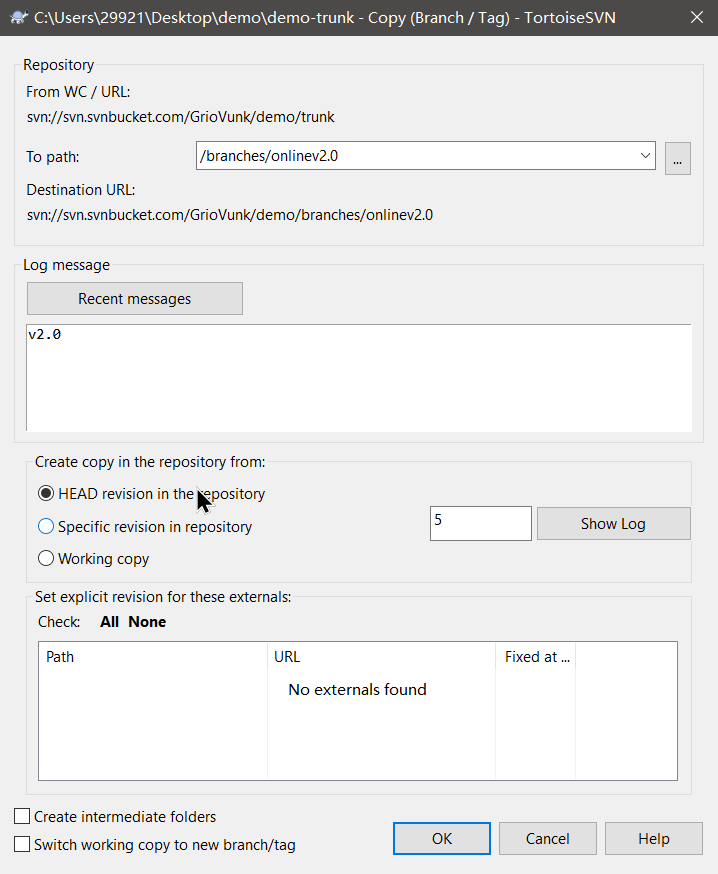 C:\Users\29921\Desktop\demo\demo-trunk - Copy (Branch / Tag) - TortoiseSVN
Repository
From WC / URL:
svn://svn.svnbucket.com/GrioVunk/demo/trunk
To path:
/branches/onlinev2.0
...
Destination URL:
svn://svn.svnbucket.com/GrioVunk/demo/branches/onlinev2.0
Log message
Recent messages
v2.0
Create copy in the repository from:
HEAD revision in the repository
Specific revision in repository
5
Show Log
Working copy
Set explicit revision for these externals:
Check: All None
Path URL Fixed at ...
No externals found
Create intermediate folders
Switch working copy to new branch/tag
OK Cancel Help